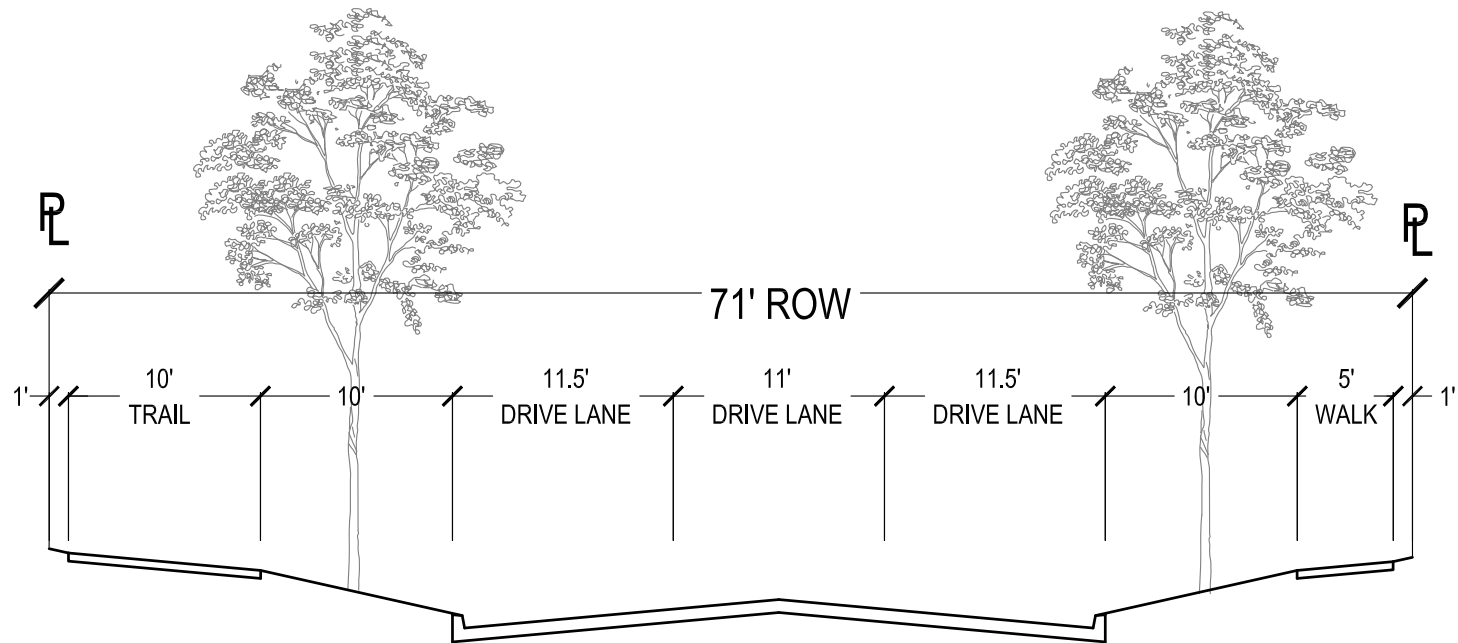 PL
PL
71' ROW
1'
10'
TRAIL
10'
11.5'
DRIVE LANE
11'
DRIVE LANE
11.5'
DRIVE LANE
10'
5'
WALK
1'